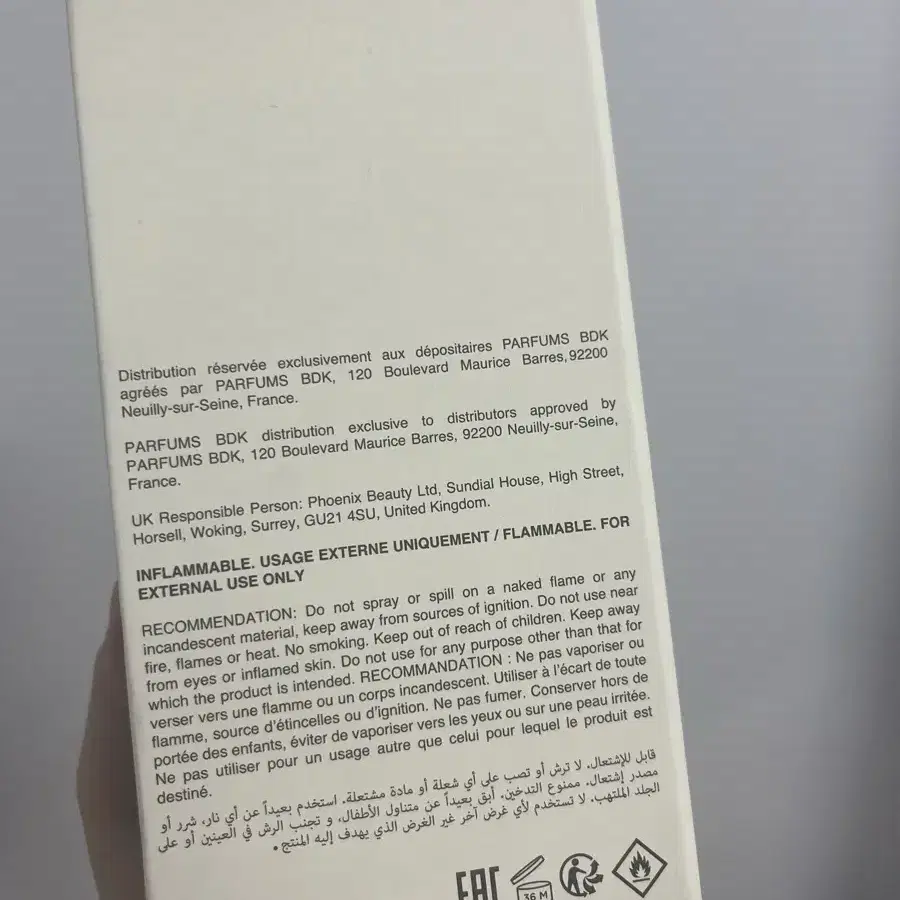 Distribution réservée exclusivement aux dépositaires PARFUMS BDK
agréés par PARFUMS BDK, 120 Boulevard Maurice Barres, 92200
Neuilly-sur-Seine, France.
PARFUMS BDK distribution exclusive to distributors approved by
PARFUMS BDK, 120 Boulevard Maurice Barres, 92200 Neuilly-sur-Seine,
France.
UK Responsible Person: Phoenix Beauty Ltd, Sundial House, High Street,
Horsell, Woking, Surrey, GU21 4SU, United Kingdom.
INFLAMMABLE. USAGE EXTERNE UNIQUEMENT / FLAMMABLE. FOR
EXTERNAL USE ONLY
RECOMMENDATION: Do not spray or spill on a naked flame or any
incandescent material, keep away from sources of ignition. Do not use near
fire, flames or heat. No smoking. Keep out of reach of children. Keep away
from eyes or inflamed skin. Do not use for any purpose other than that for
which the product is intended. RECOMMANDATION : Ne pas vaporiser ou
verser vers une flamme ou un corps incandescent. Utiliser à l'écart de toute
flamme, source d'étincelles ou d'ignition. Ne pas fumer. Conserver hors de
portée des enfants, éviter de vaporiser vers les yeux ou sur une peau irritée.
Ne pas utiliser pour un usage autre que celui pour lequel le produit est
destiné.
قابل للإشتعال. لا ترش أو تصب على أي شعلة أو مادة مشتعلة. استخدم بعيداً عن أي نار، شرر أو
مصدر إشتعال. ممنوع التدخين. أبق بعيداً عن متناول الأطفال، و تجنب الرش في العينين أو على
الجلد الملتهب. لا تستخدم لأي غرض آخر غير الغرض الذي يهدف إليه المنتج.
EAC
36 M